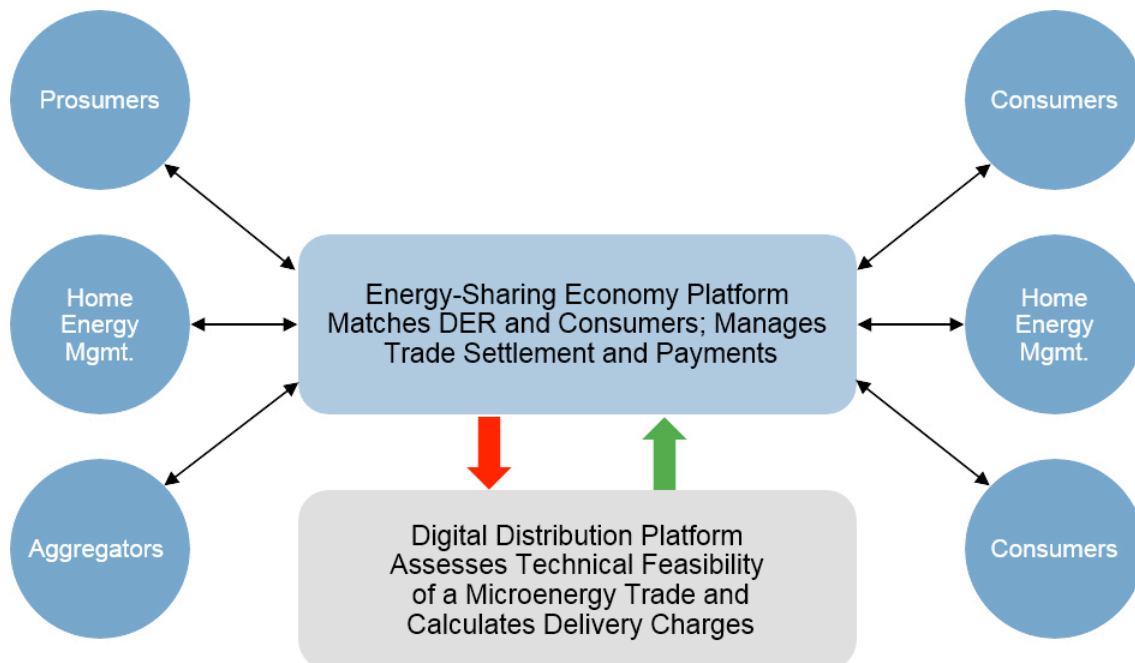 Prosumers
Consumers
Home
Energy
Mgmt.
Energy-Sharing Economy Platform
Matches DER and Consumers; Manages
Trade Settlement and Payments
Home
Energy
Mgmt.
Aggregators
Consumers
Digital Distribution Platform
Assesses Technical Feasibility
of a Microenergy Trade and
Calculates Delivery Charges